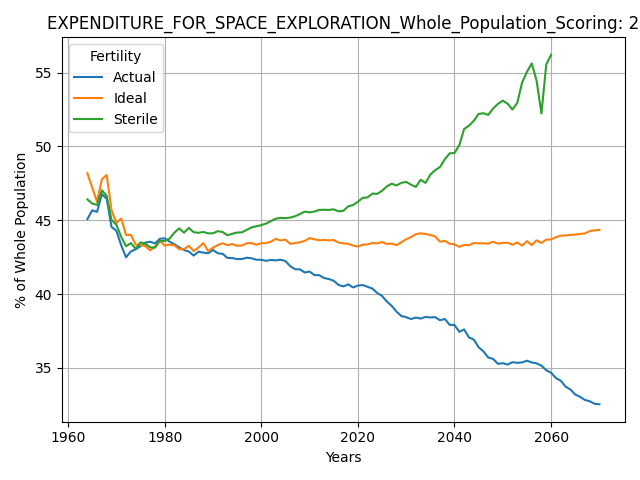 EXPENDITURE_FOR_SPACE_EXPLORATION_Whole_Population_Scoring: 2
Fertility
Actual
Ideal
Sterile
% of Whole Population
55
50
45
40
35
1960
1980
2000
2020
2040
2060
Years